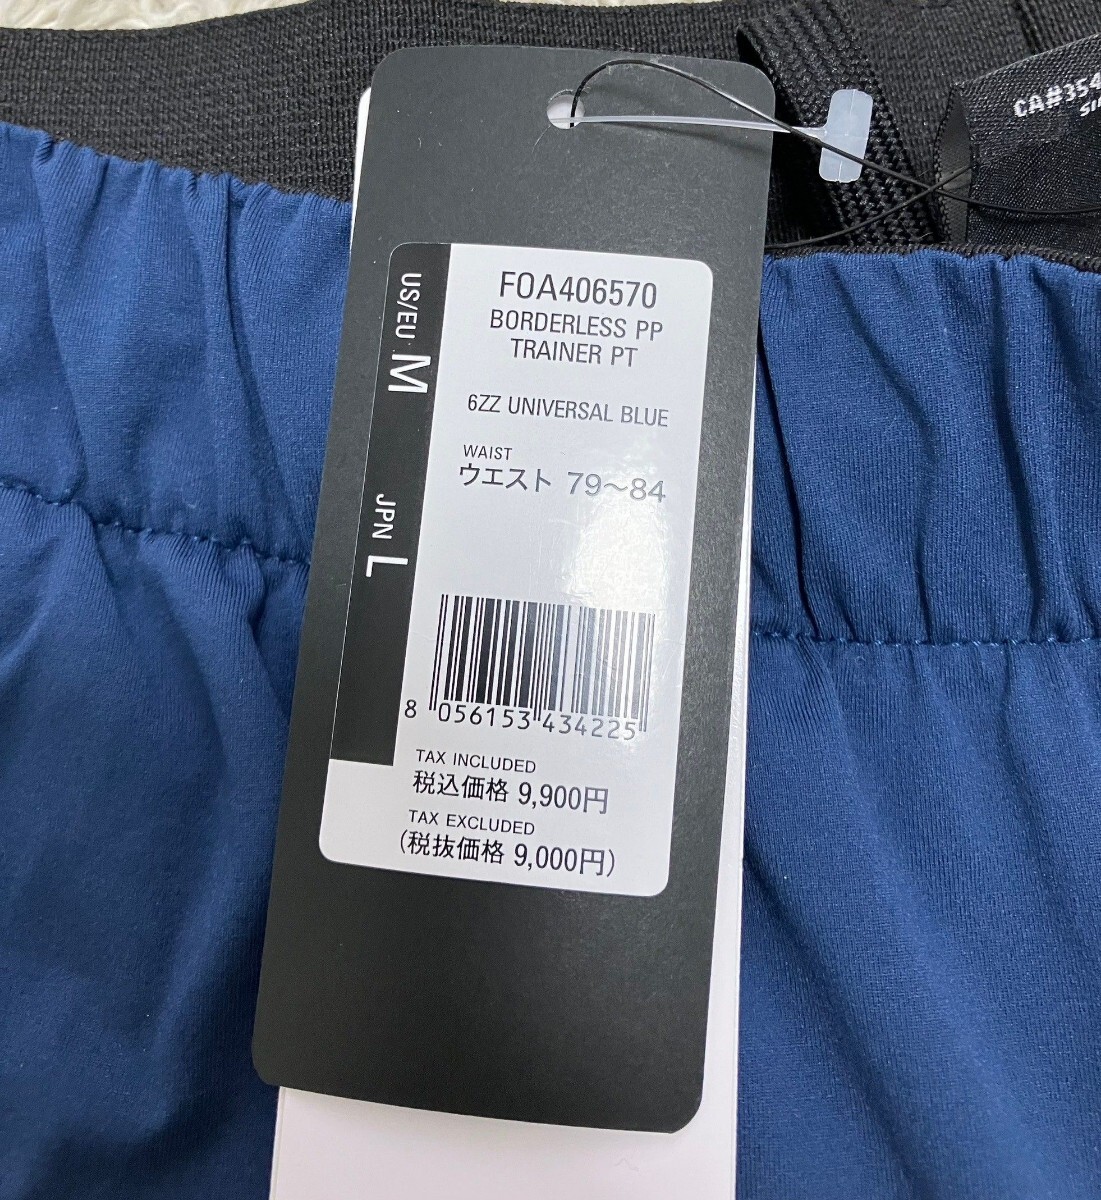 CA#354
US/EU M
JPN L
FOA406570
BORDERLESS PP
TRAINER PT
6ZZ UNIVERSAL BLUE
WAIST
ウエスト 79～84
8 056153 434225
TAX INCLUDED
税込価格 9,900円
TAX EXCLUDED
(税抜価格 9,000円)